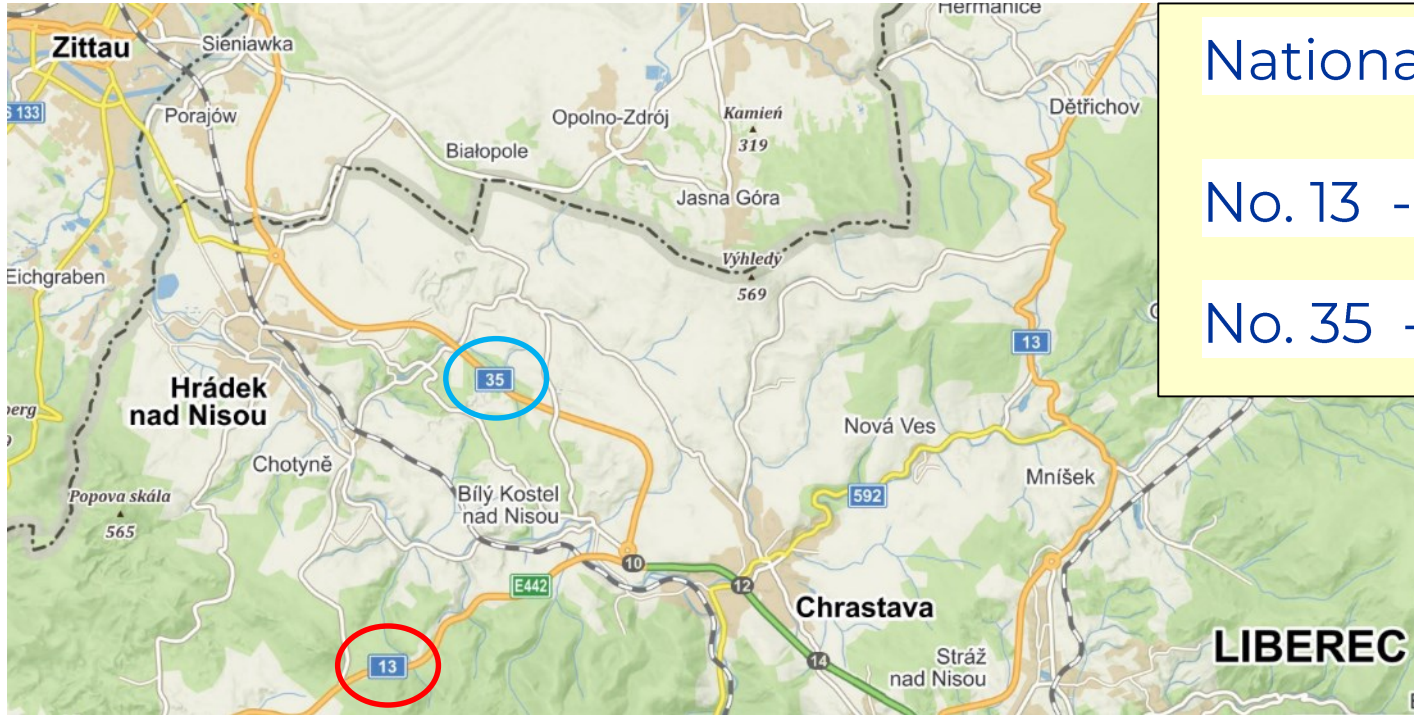 Zittau
Sieniawka
Heřmanice
Dětřichov
Porajów
Opolno-Zdrój
Kamień
319
Białopole
Jasna Góra
Eichgraben
Výhledy
569
13
35
Hrádek
nad Nisou
Nová Ves
Chotyně
Mníšek
592
Popova skála
565
Bílý Kostel
nad Nisou
10
12
E442
Chrastava
13
14
Stráž
nad Nisou
LIBEREC
No. 13 -
No. 35 -